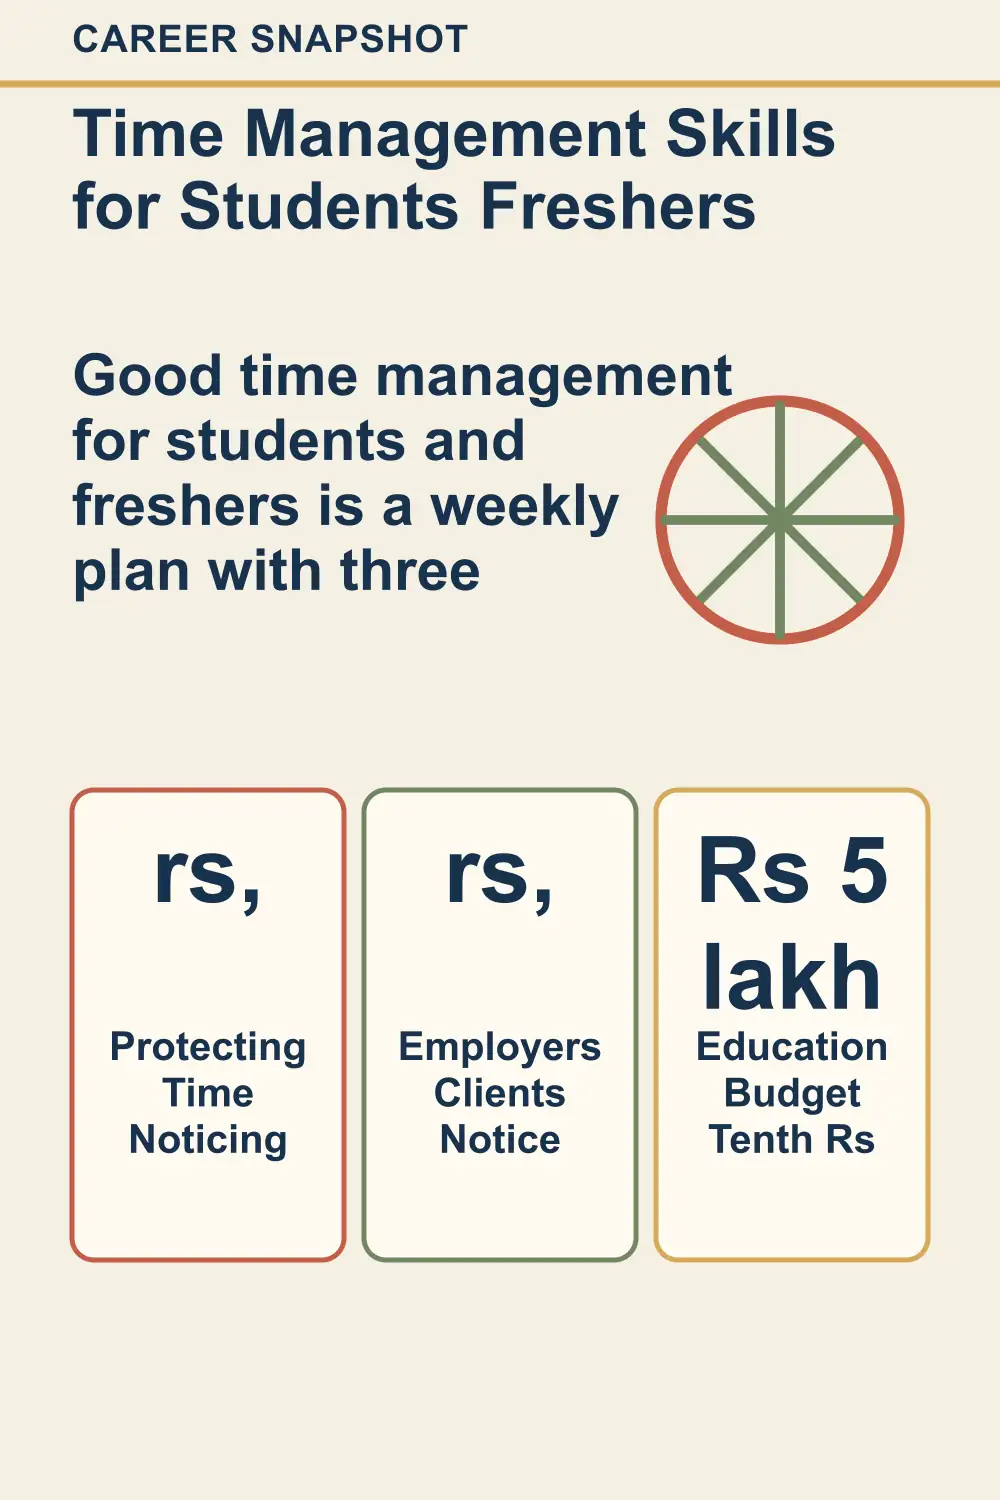 CAREER SNAPSHOT
Time Management Skills
for Students Freshers
Good time management
for students and
freshers is a weekly
plan with three
rs,
Protecting
Time
Noticing
rs,
Employers
Clients
Notice
Rs 5
lakh
Education
Budget
Tenth Rs